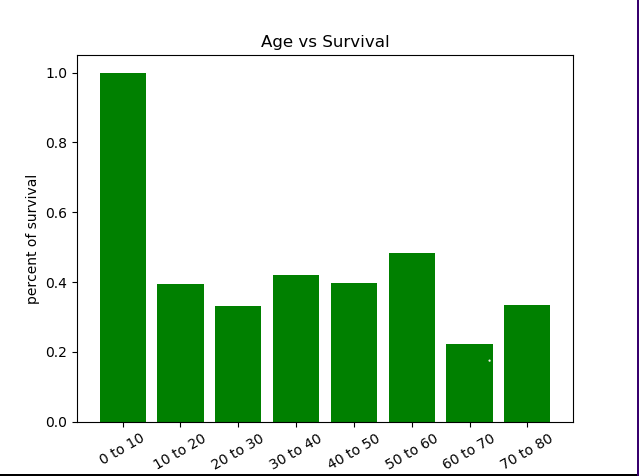 Age vs Survival
percent of survival
1.0
0.8
0.6
0.4
0.2
0.0
0 to 10
10 to 20
20 to 30
30 to 40
40 to 50
50 to 60
60 to 70
70 to 80